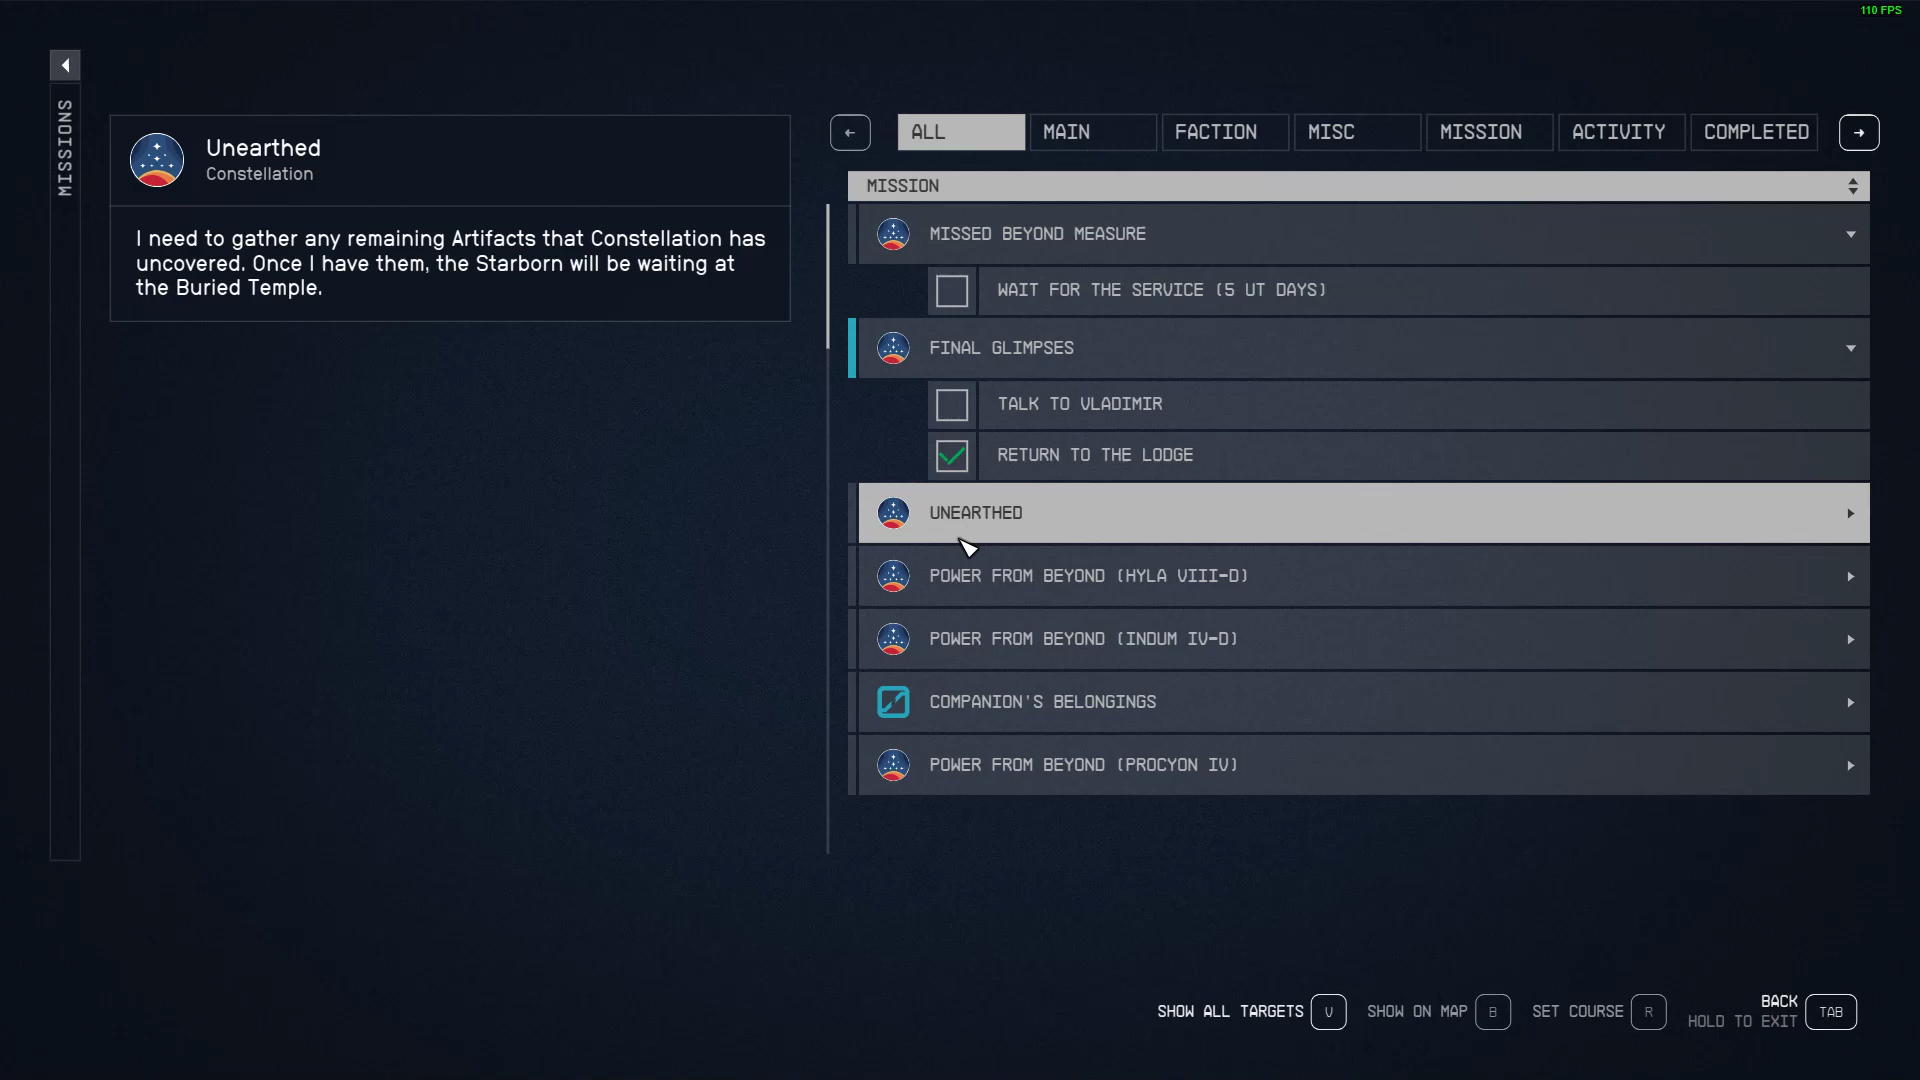 110 FPS
MISSIONS
Unearthed
Constellation
I need to gather any remaining Artifacts that Constellation has
uncovered. Once I have them, the Starborn will be waiting at
the Buried Temple.
ALL MAIN FACTION MISC MISSION ACTIVITY COMPLETED
MISSION
MISSED BEYOND MEASURE
WAIT FOR THE SERVICE (5 UT DAYS)
FINAL GLIMPSES
TALK TO VLADIMIR
RETURN TO THE LODGE
UNEARTHED
POWER FROM BEYOND (HYLA VIII-D)
POWER FROM BEYOND (INDUM IV-D)
COMPANION'S BELONGINGS
POWER FROM BEYOND (PROCYON IV)
SHOW ALL TARGETS V SHOW ON MAP B SET COURSE R BACK TAB
HOLD TO EXIT